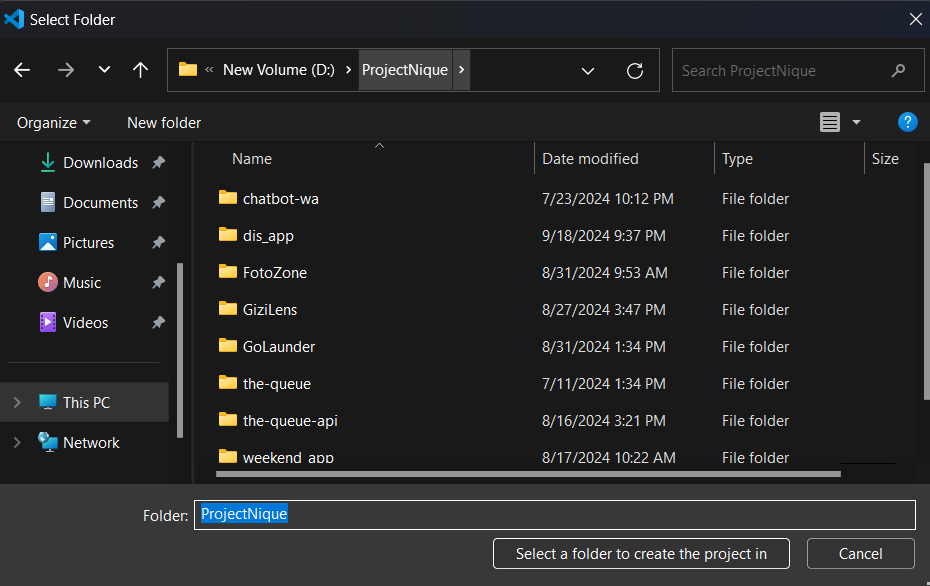 Select Folder
« New Volume (D:) › ProjectNique ›
Search ProjectNique
Organize
New folder
?
Name Date modified Type Size
Downloads
Documents
Pictures
Music
Videos
This PC
Network
chatbot-wa 7/23/2024 10:12 PM File folder
dis_app 9/18/2024 9:37 PM File folder
FotoZone 8/31/2024 9:53 AM File folder
GiziLens 8/27/2024 3:47 PM File folder
GoLaunder 8/31/2024 1:34 PM File folder
the-queue 7/11/2024 1:34 PM File folder
the-queue-api 8/16/2024 3:21 PM File folder
weekend_app 8/17/2024 10:22 AM File folder
Folder: ProjectNique
Select a folder to create the project in
Cancel